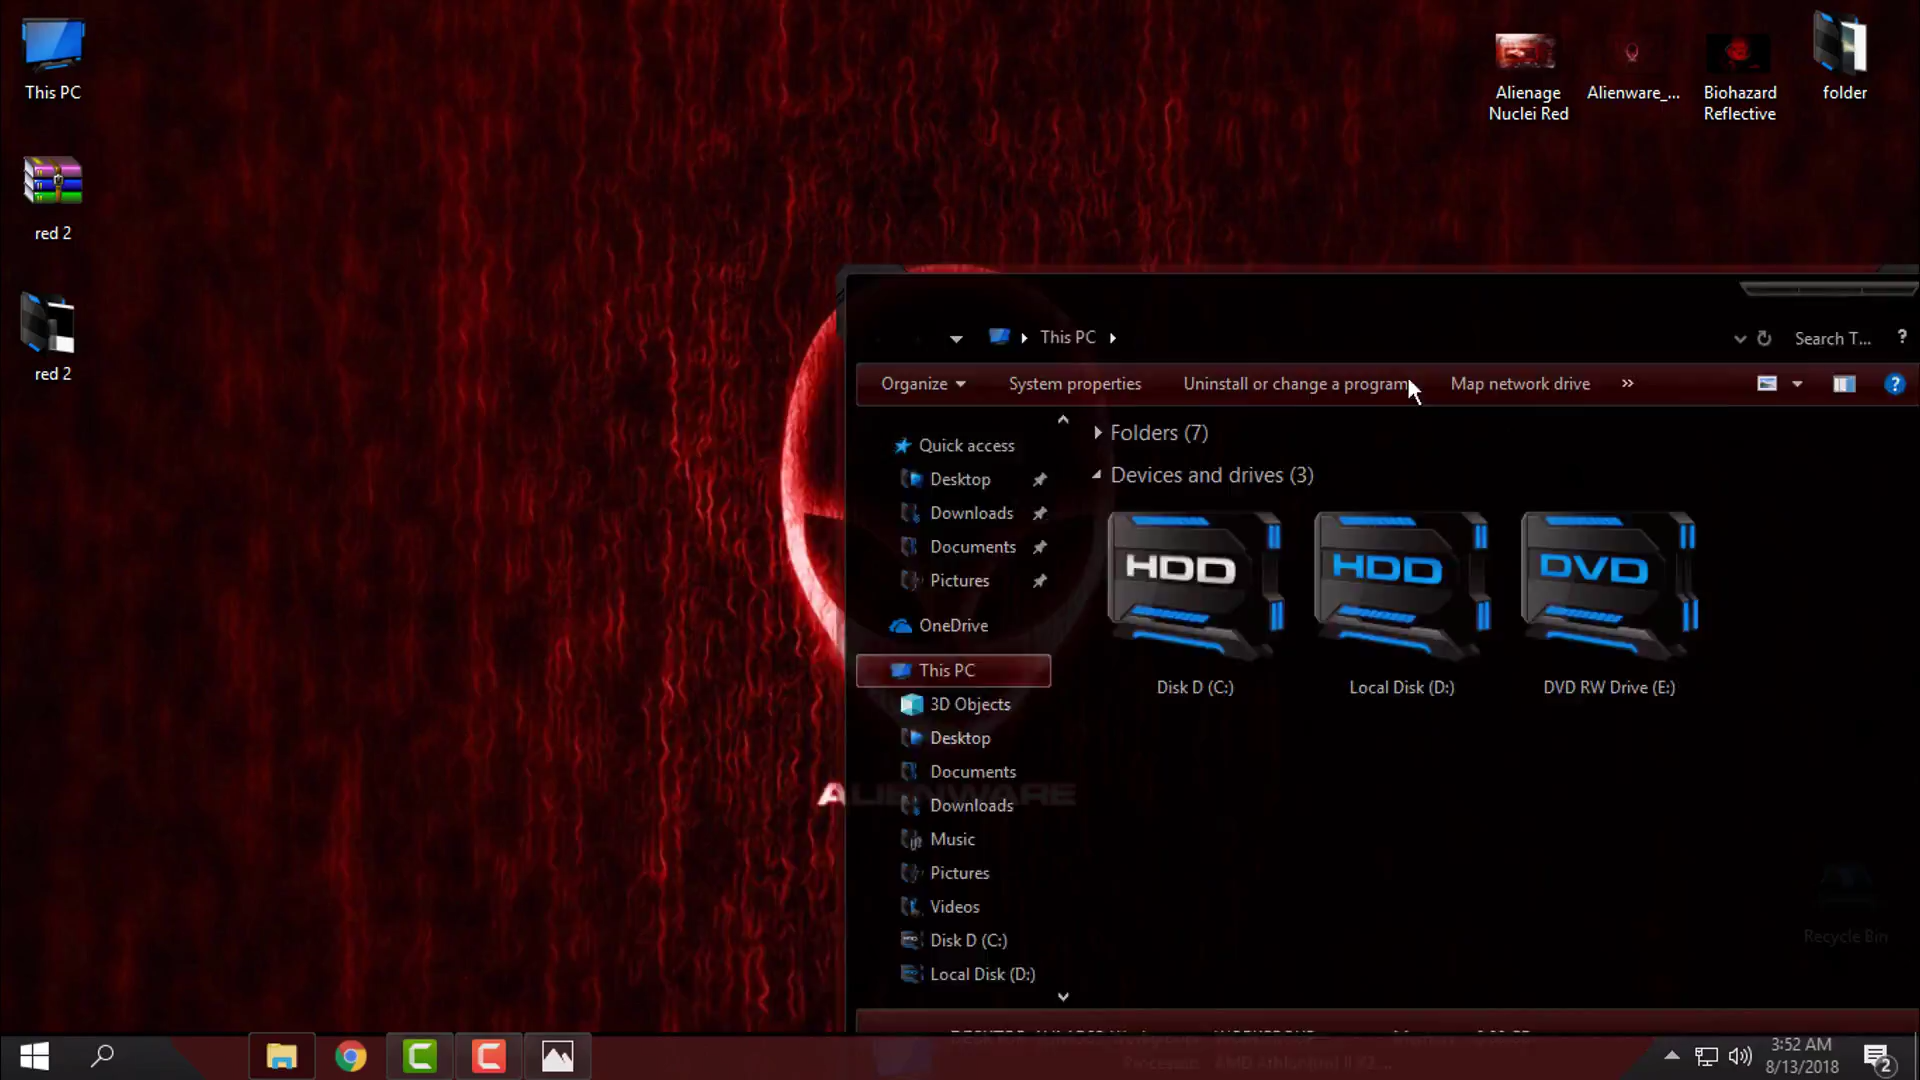 This PC
red 2
red 2
Alienage
Nuclei Red
Alienware_...
Biohazard
Reflective
folder
This PC
Search T...
?
Organize
System properties
Uninstall or change a program
Map network drive
»
?
Quick access
Desktop
Downloads
Documents
Pictures
OneDrive
This PC
3D Objects
Desktop
Documents
Downloads
Music
Pictures
Videos
Disk D (C:)
Local Disk (D:)
Folders (7)
Devices and drives (3)
HDD
HDD
DVD
Disk D (C:)
Local Disk (D:)
DVD RW Drive (E:)
ALIENWARE
Recycle Bin
3:52 AM
8/13/2018
2